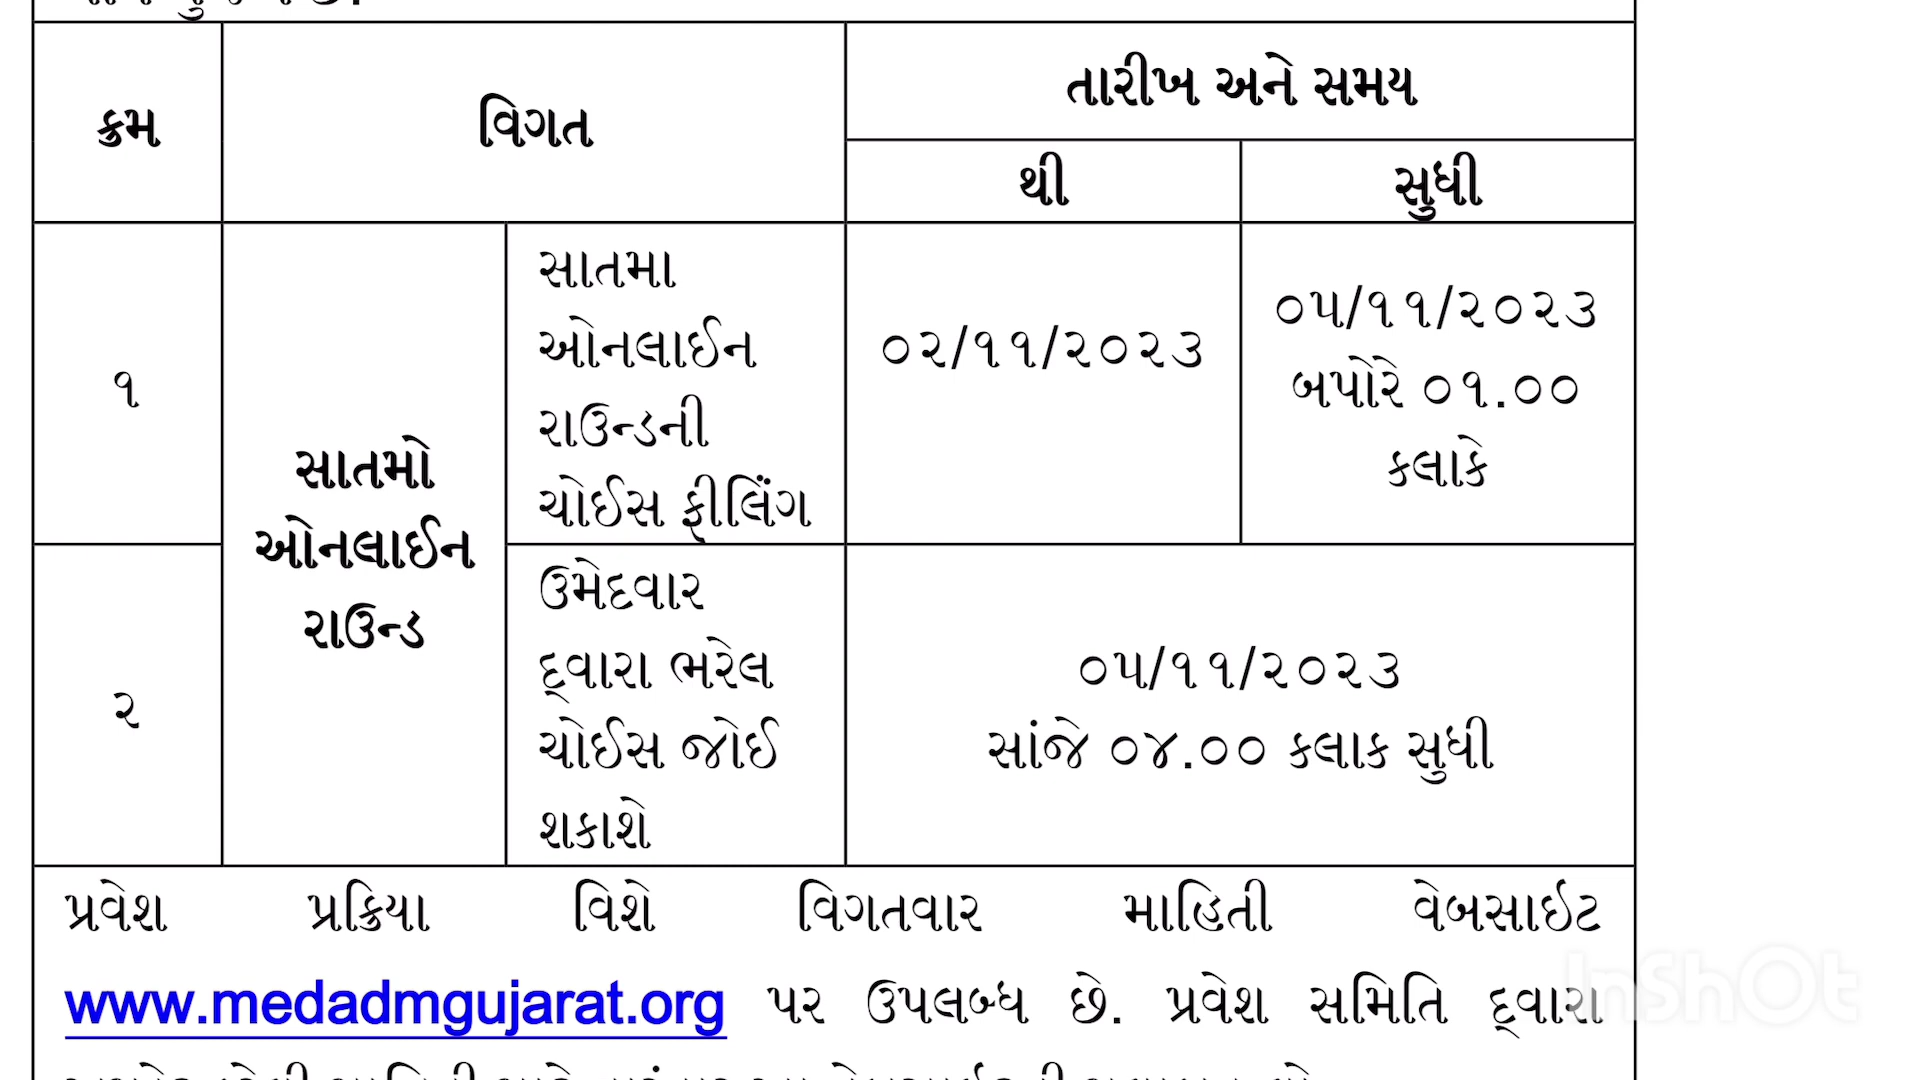 ક્રમ
વિગત
તારીખ અને સમય
થી
સુધી
૧
સાતમો
ઓનલાઈન
રાઉન્ડ
સાતમા
ઓનલાઈન
રાઉન્ડની
ચોઈસ ફીલિંગ
૦૨/૧૧/૨૦૨૩
૦૫/૧૧/૨૦૨૩
બપોરે ૦૧.૦૦
કલાકે
૨
ઉમેદવાર
દ્વારા ભરેલ
ચોઈસ જોઈ
શકાશે
૦૫/૧૧/૨૦૨૩
સાંજે ૦૪.૦૦ કલાક સુધી
પ્રવેશ પ્રક્રિયા વિશે વિગતવાર માહિતી વેબસાઇટ
www.medadmgujarat.org પર ઉપલબ્ધ છે. પ્રવેશ સમિતિ દ્વારા
InShOt